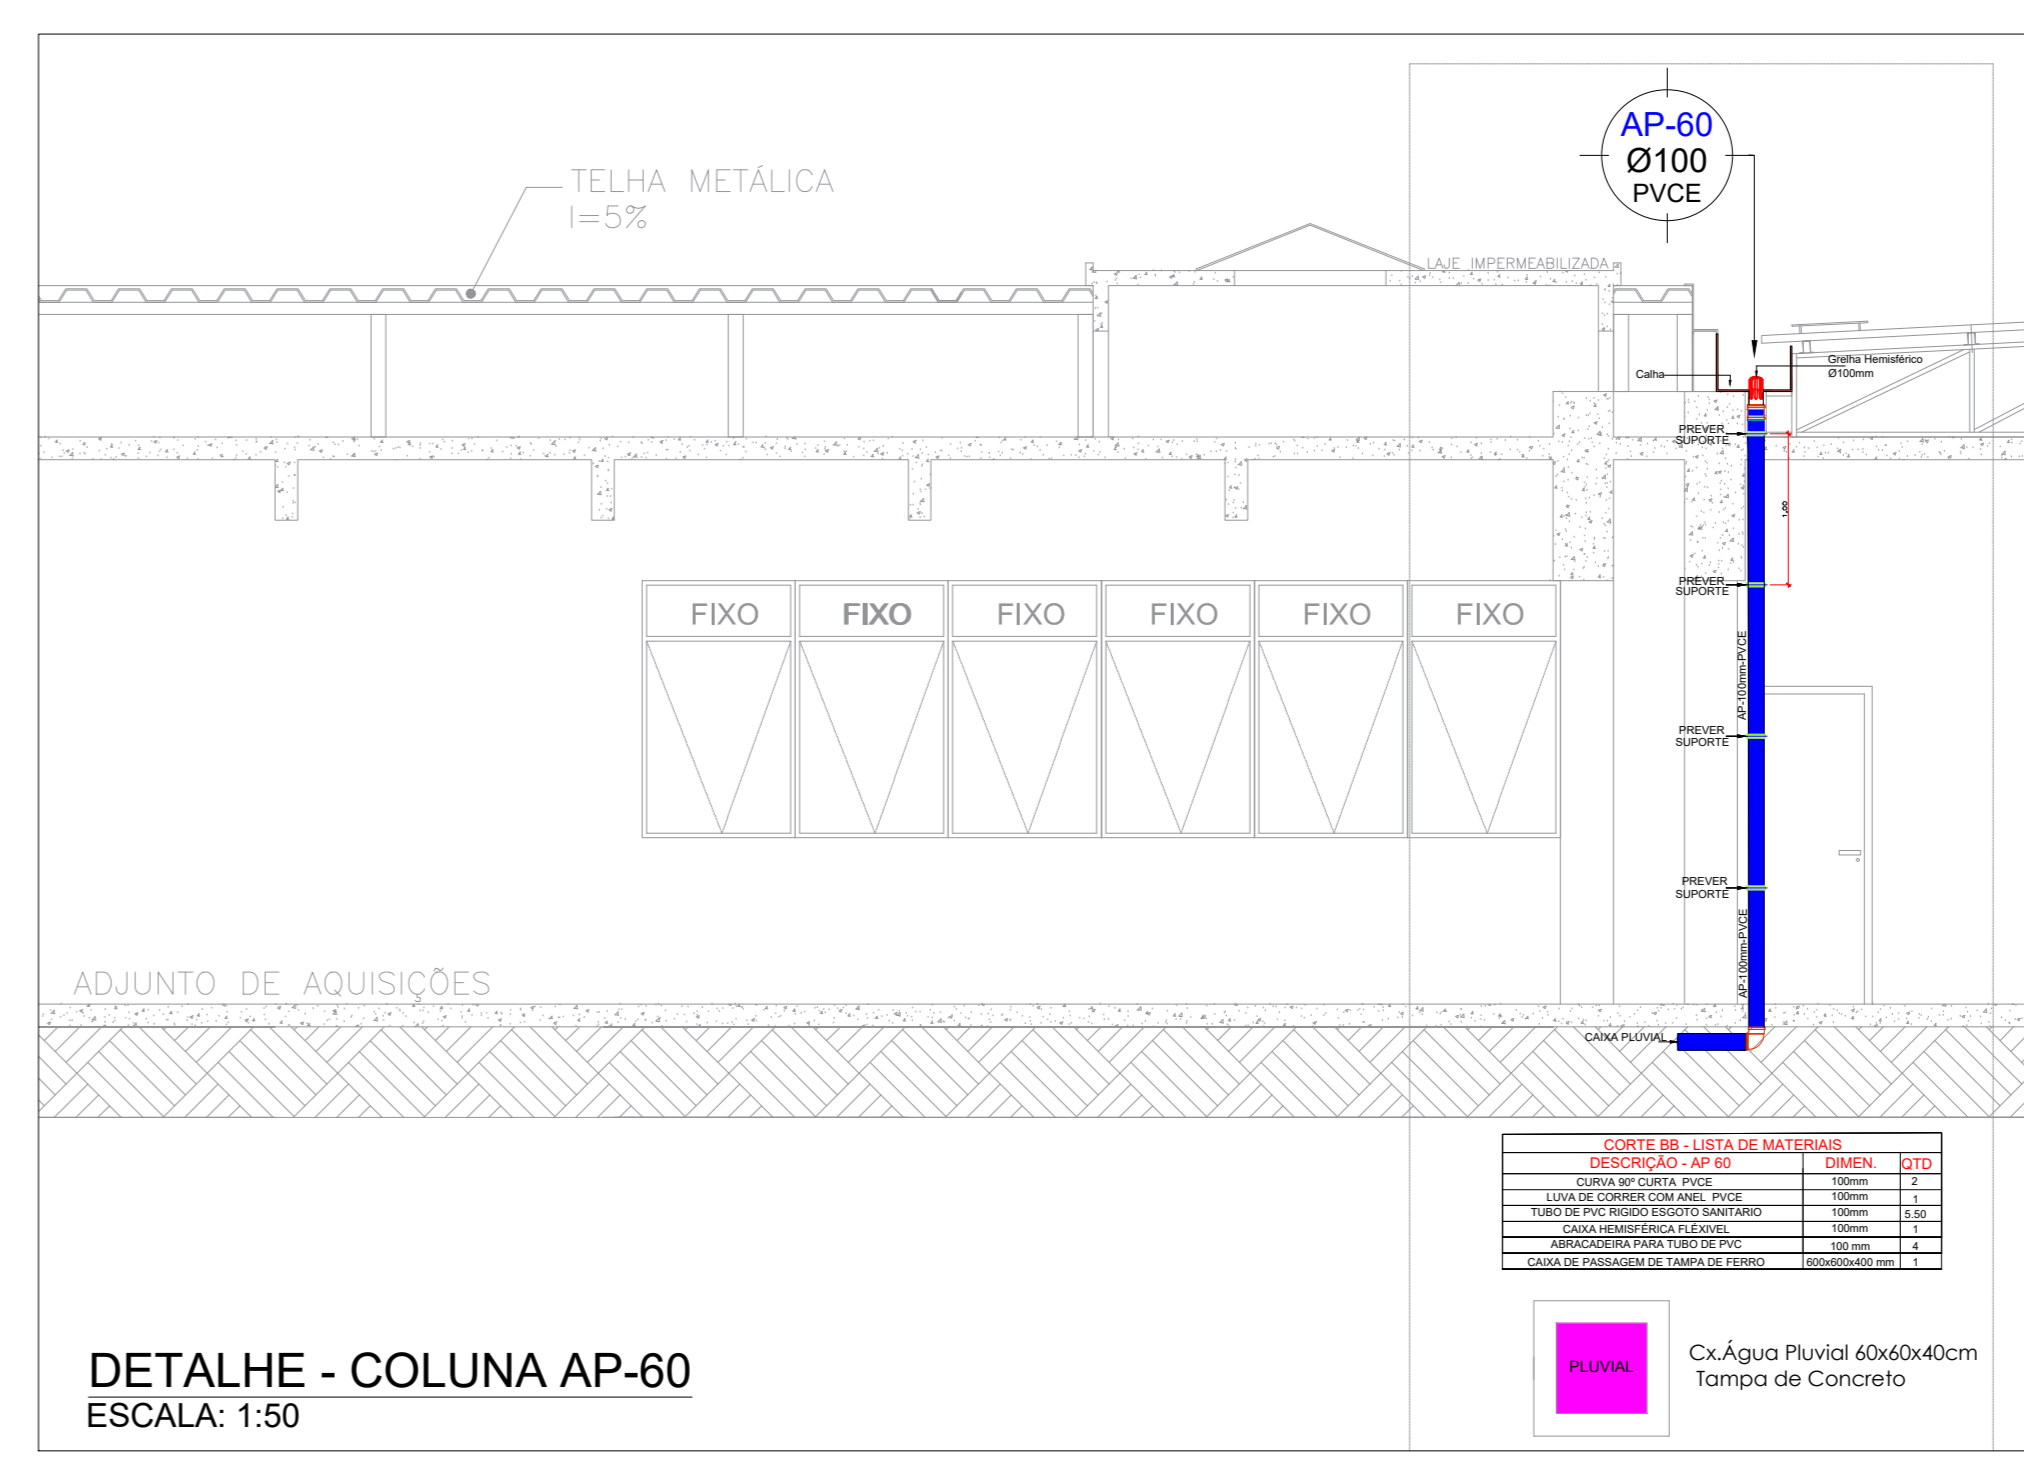 AP-60
Ø100
PVCE
TELHA METÁLICA
I=5%
LAJE IMPERMEABILIZADA
Calha
Grelha Hemisférico
Ø100mm
PREVER
SUPORTE
1,00
PREVER
SUPORTE
FIXO FIXO FIXO FIXO FIXO FIXO
AP-100mm-PVCE
PREVER
SUPORTE
PREVER
SUPORTE
AP-100mm-PVCE
ADJUNTO DE AQUISIÇÕES
S
CAIXA PLUVIAL
CORTE BB - LISTA DE MATERIAIS
DESCRIÇÃO - AP 60 DIMEN. QTD
CURVA 90º CURTA PVCE 100mm 2
LUVA DE CORRER COM ANEL PVCE 100mm 1
TUBO DE PVC RIGIDO ESGOTO SANITARIO 100mm 5.50
CAIXA HEMISFÉRICA FLÉXIVEL 100mm 1
ABRACADEIRA PARA TUBO DE PVC 100 mm 4
CAIXA DE PASSAGEM DE TAMPA DE FERRO 600x600x400 mm 1
PLUVIAL
Cx.Água Pluvial 60x60x40cm
Tampa de Concreto
DETALHE - COLUNA AP-60
ESCALA: 1:50